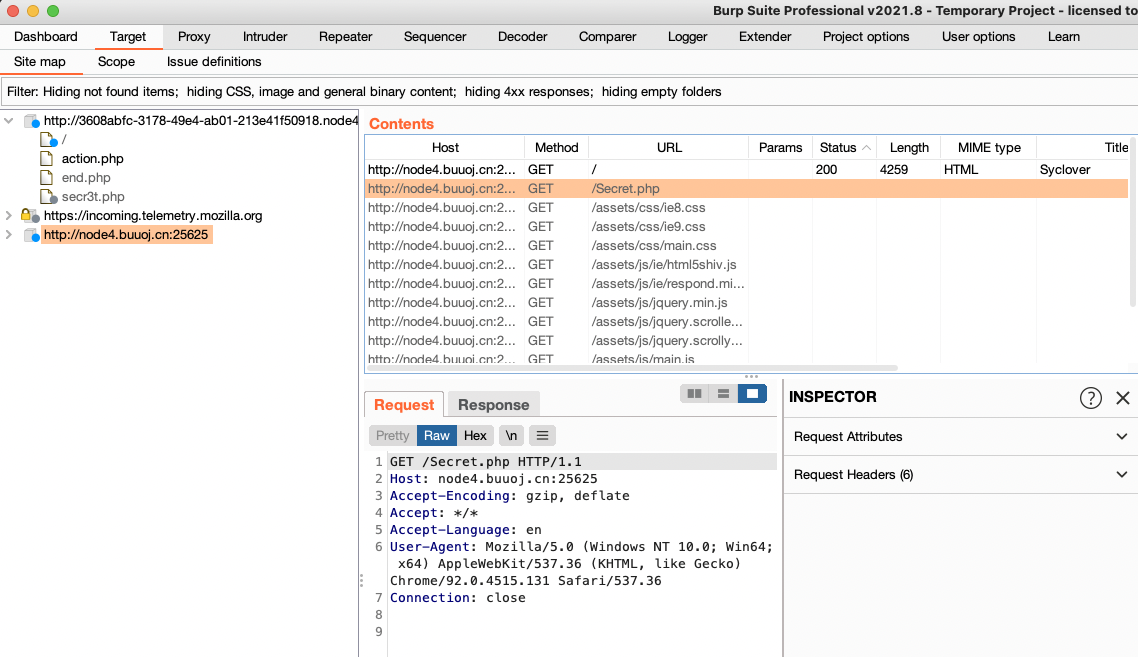 Burp Suite Professional v2021.8 - Temporary Project - licensed to
Dashboard Target Proxy Intruder Repeater Sequencer Decoder Comparer Logger Extender Project options User options Learn
Site map Scope Issue definitions
Filter: Hiding not found items; hiding CSS, image and general binary content; hiding 4xx responses; hiding empty folders
http://3608abfc-3178-49e4-ab01-213e41f50918.node4
/
action.php
end.php
secr3t.php
https://incoming.telemetry.mozilla.org
http://node4.buuoj.cn:25625
Contents
Host Method URL Params Status Length MIME type Title
http://node4.buuoj.cn:2... GET / 200 4259 HTML Syclover
http://node4.buuoj.cn:2... GET /Secret.php
http://node4.buuoj.cn:2... GET /assets/css/ie8.css
http://node4.buuoj.cn:2... GET /assets/css/ie9.css
http://node4.buuoj.cn:2... GET /assets/css/main.css
http://node4.buuoj.cn:2... GET /assets/js/ie/html5shiv.js
http://node4.buuoj.cn:2... GET /assets/js/ie/respond.mi...
http://node4.buuoj.cn:2... GET /assets/js/jquery.min.js
http://node4.buuoj.cn:2... GET /assets/js/jquery.scrolle...
http://node4.buuoj.cn:2... GET /assets/js/jquery.scrolly...
http://node4.buuoj.cn:2... GET /assets/js/main.js
Request Response
Pretty Raw Hex \n
1 GET /Secret.php HTTP/1.1
2 Host: node4.buuoj.cn:25625
3 Accept-Encoding: gzip, deflate
4 Accept: */*
5 Accept-Language: en
6 User-Agent: Mozilla/5.0 (Windows NT 10.0; Win64;
x64) AppleWebKit/537.36 (KHTML, like Gecko)
Chrome/92.0.4515.131 Safari/537.36
7 Connection: close
8
9
INSPECTOR ?
Request Attributes
Request Headers (6)